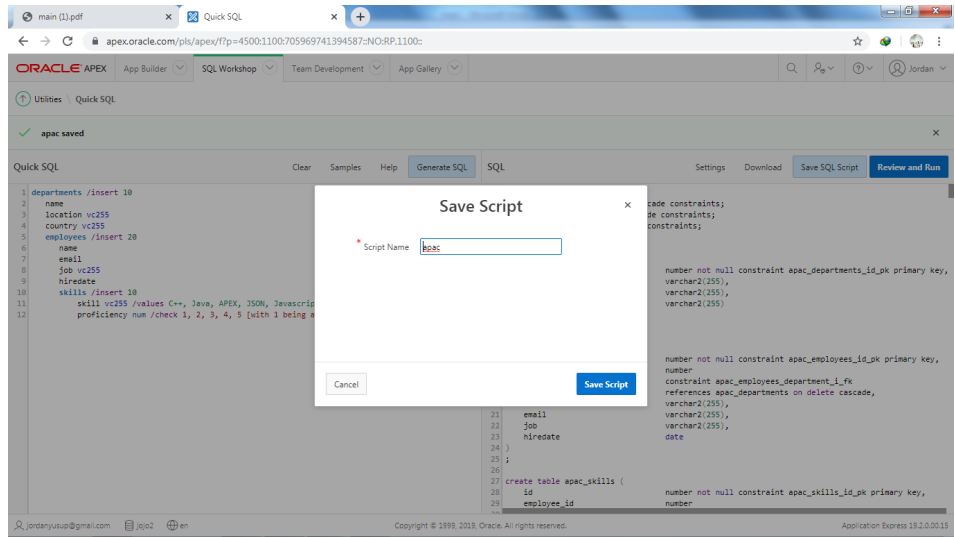 main (1).pdf
Quick SQL
apex.oracle.com/pls/apex/f?p=4500:1100:705969741394587::NO:RP,1100::
ORACLE APEX App Builder SQL Workshop Team Development App Gallery Jordan
Utilities \ Quick SQL
apac saved
Quick SQL Clear Samples Help Generate SQL
SQL Settings Download Save SQL Script Review and Run
1 departments /insert 10
2 name
3 location vc255
4 country vc255
5 employees /insert 20
6 name
7 email
8 job vc255
9 hiredate
10 skills /insert 10
11 skill vc255 /values C++, Java, APEX, JSON, Javascrip
12 proficiency num /check 1, 2, 3, 4, 5 [with 1 being a
Save Script
* Script Name apac
Cancel Save Script
cade constraints;
de constraints;
constraints;
number not null constraint apac_departments_id_pk primary key,
varchar2(255),
varchar2(255),
varchar2(255)
number not null constraint apac_employees_id_pk primary key,
number
constraint apac_employees_department_i_fk
references apac_departments on delete cascade,
varchar2(255),
21 email varchar2(255),
22 job varchar2(255),
23 hiredate date
24 )
25 ;
26
27 create table apac_skills (
28 id number not null constraint apac_skills_id_pk primary key,
29 employee_id number
jordanyusup@gmail.com jojo2 en
Copyright © 1999, 2019, Oracle. All rights reserved.
Application Express 19.2.0.00.15